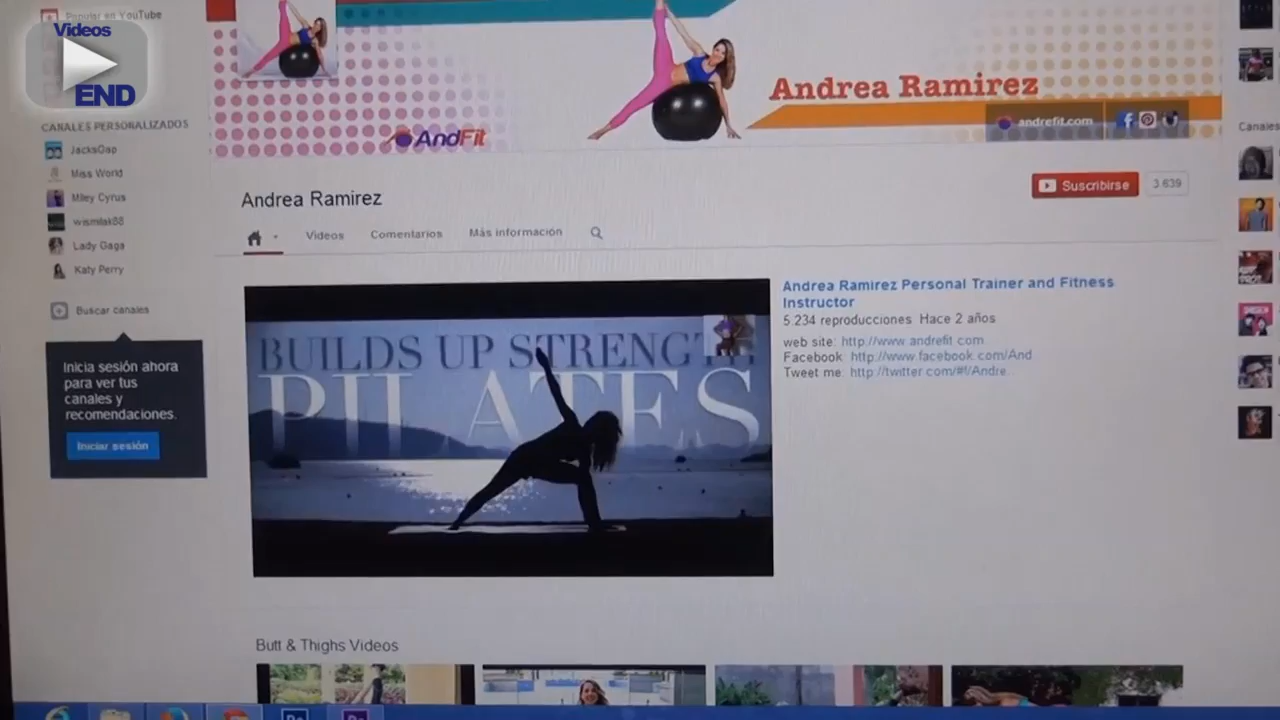 Popular en YouTube
Videos
END
CANALES PERSONALIZADOS
JacksGap
Miss World
Miley Cyrus
wismilak88
Lady Gaga
Katy Perry
Buscar canales
Inicia sesión ahora
para ver tus
canales y
recomendaciones.
Iniciar sesión
AndFit
Andrea Ramirez
andrefit.com
Andrea Ramirez
Suscribirse
3.639
Videos
Comentarios
Más información
BUILDS UP STRENGTH
PILATES
Andrea Ramirez Personal Trainer and Fitness
Instructor
5 234 reproducciones Hace 2 años
web site: http://www.andrefit.com
Facebook: http://www.facebook.com/And
Tweet me: http://twitter.com/#!/Andre...
Butt & Thighs Videos
Canales